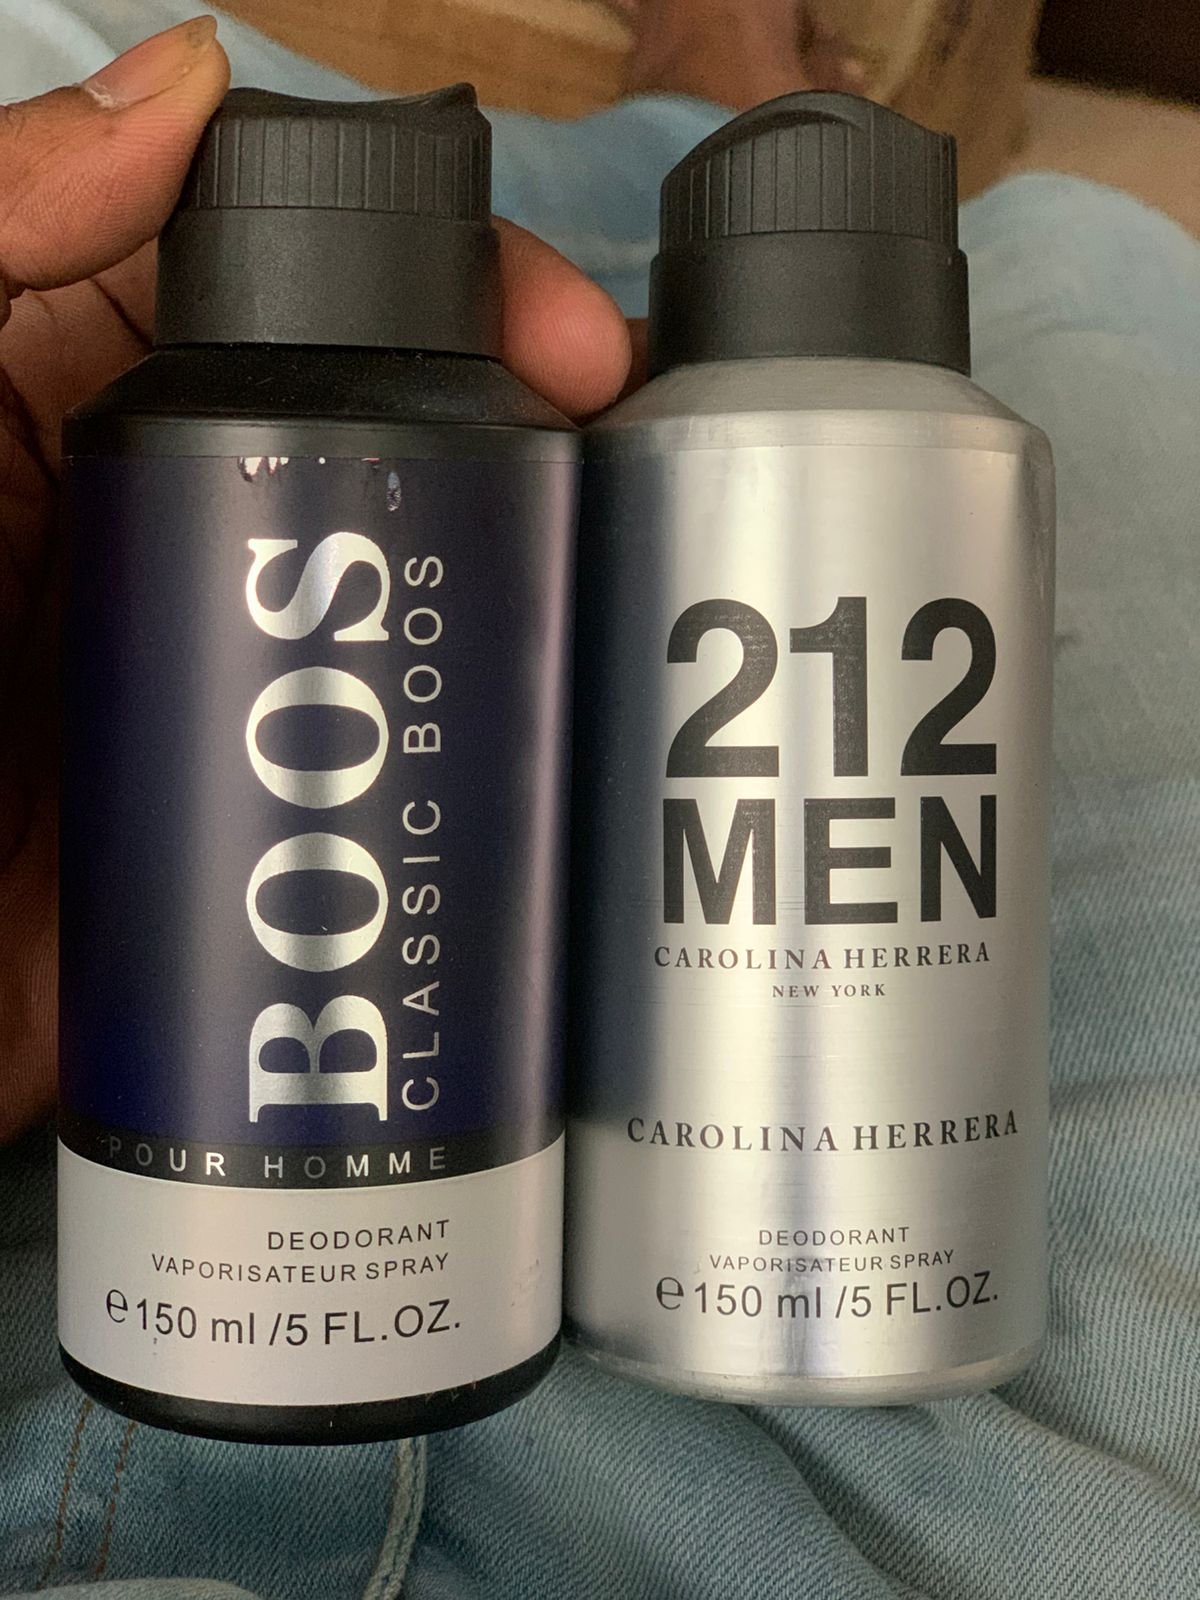 BOOS
CLASSIC BOOS
POUR HOMME
DEODORANT
VAPORISATEUR SPRAY
℮150 ml /5 FL.OZ.
212
MEN
CAROLINA HERRERA
NEW YORK
CAROLINA HERRERA
DEODORANT
VAPORISATEUR SPRAY
℮150 ml /5 FL.OZ.